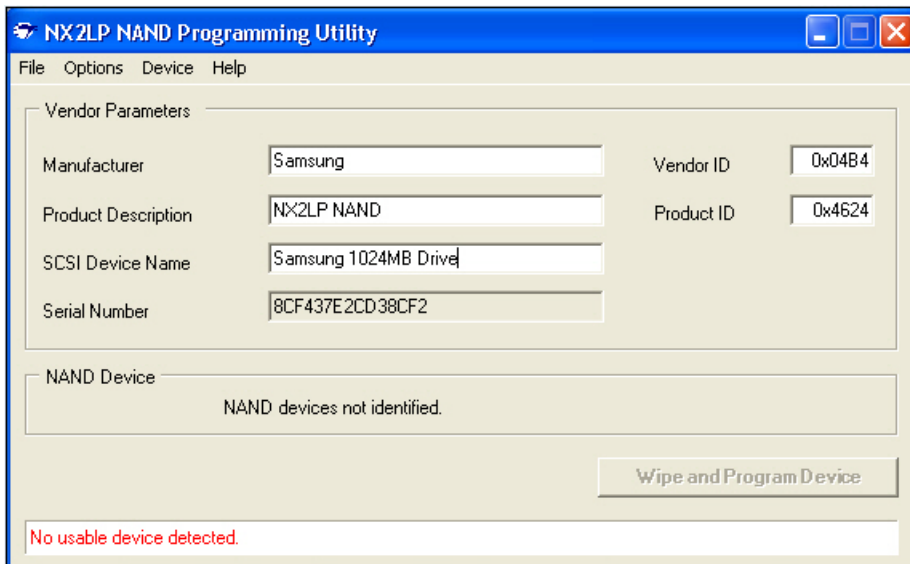 NX2LP NAND Programming Utility
File Options Device Help
Vendor Parameters
Manufacturer Samsung Vendor ID 0x04B4
Product Description NX2LP NAND Product ID 0x4624
SCSI Device Name Samsung 1024MB Drive
Serial Number 8CF437E2CD38CF2
NAND Device
NAND devices not identified.
Wipe and Program Device
No usable device detected.